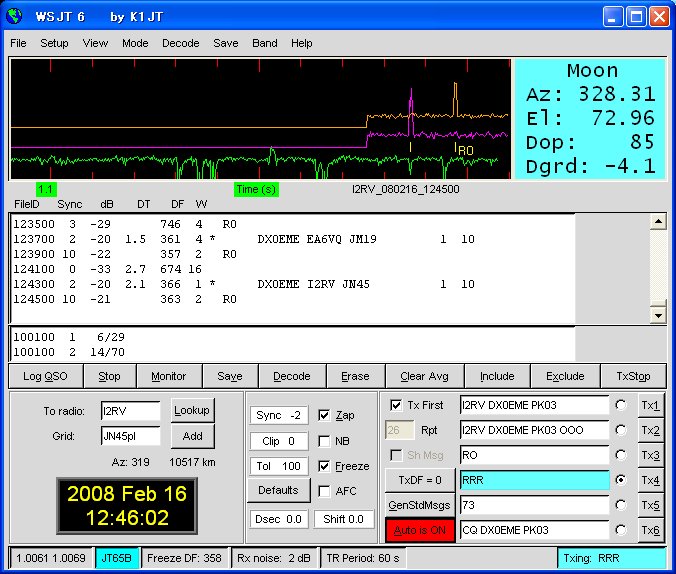 WSJT 6 by K1JT
File Setup View Mode Decode Save Band Help
Moon
Az: 328.31
El: 72.96
Dop: 85
Dgrd: -4.1
RO
1.1 Time (s) I2RV_080216_124500
FileID Sync dB DT DF W
123500 3 -29 746 4 RO
123700 2 -20 1.5 361 4 * DX0EME EA6VQ JM19 1 10
123900 10 -22 357 2 RO
124100 0 -33 2.7 674 16
124300 2 -20 2.1 366 1 * DX0EME I2RV JN45 1 10
124500 10 -21 363 2 RO
100100 1 6/29
100100 2 14/70
Log QSO Stop Monitor Save Decode Erase Clear Avg Include Exclude TxStop
To radio: I2RV Lookup
Grid: JN45pl Add
Az: 319 10517 km
2008 Feb 16
12:46:02
Sync -2 Zap
Clip 0 NB
Tol 100 Freeze
Defaults AFC
Dsec 0.0 Shift 0.0
Tx First I2RV DX0EME PK03 Tx1
26 Rpt I2RV DX0EME PK03 OOO Tx2
Sh Msg RO Tx3
TxDF = 0 RRR Tx4
GenStdMsgs 73 Tx5
Auto is ON CQ DX0EME PK03 Tx6
1.0061 1.0069 JT65B Freeze DF: 358 Rx noise: 2 dB TR Period: 60 s Txing: RRR